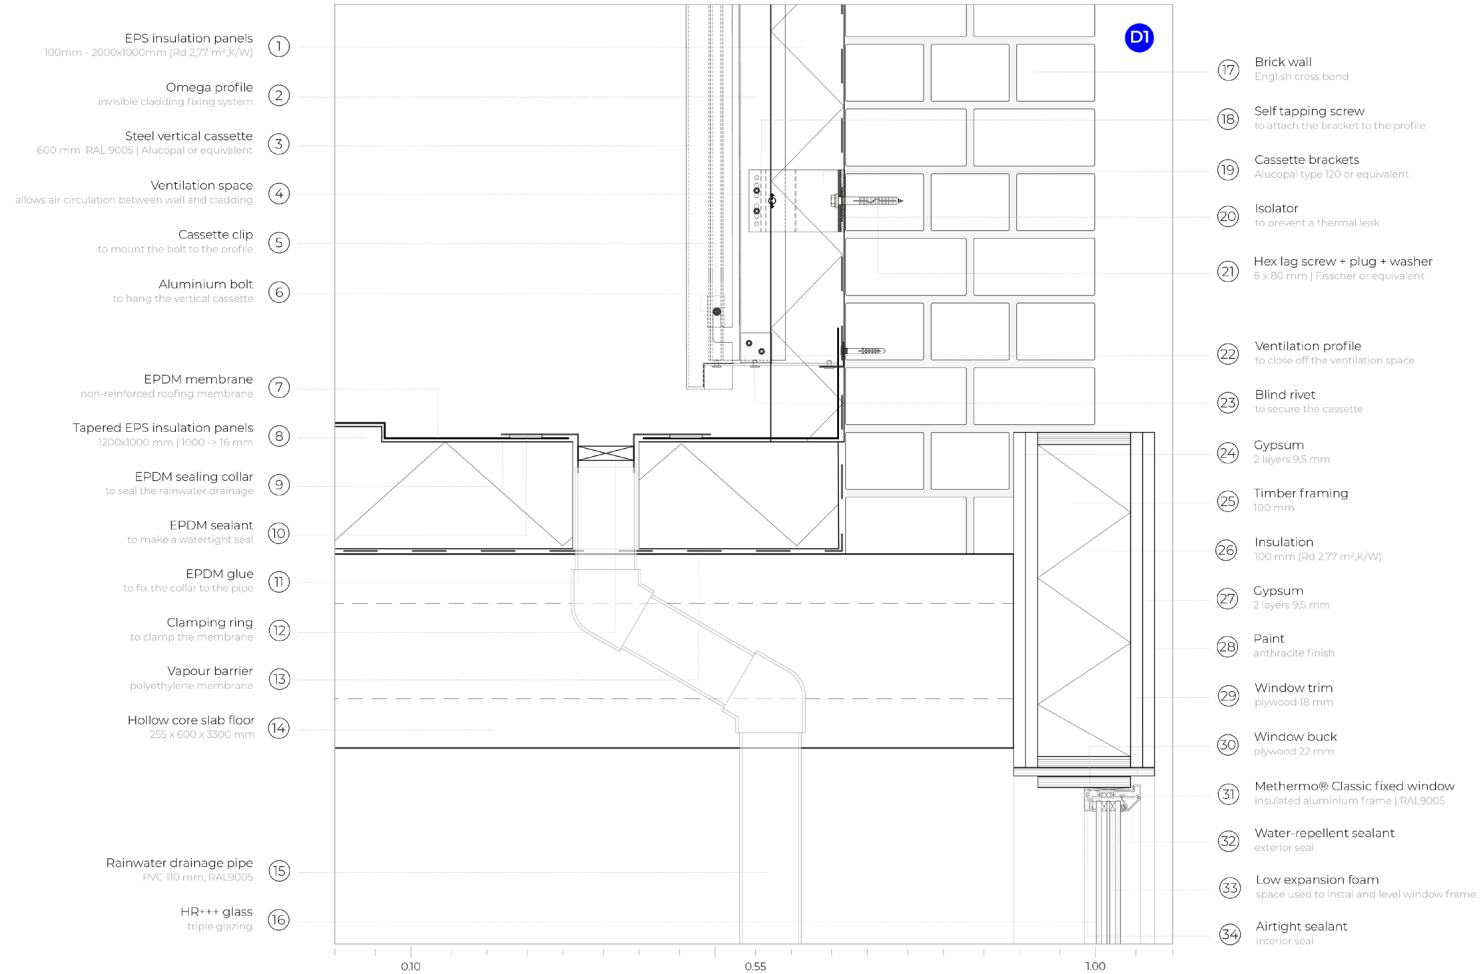 D1
EPS insulation panels
100mm - 2000x1000mm (Rd 2,77 m²,K/W)
1
Omega profile
invisible cladding fixing system
2
Steel vertical cassette
600 mm RAL 9005 | Alucopal or equivalent
3
Ventilation space
allows air circulation between wall and cladding
4
Cassette clip
to mount the bolt to the profile
5
Aluminium bolt
to hang the vertical cassette
6
EPDM membrane
non-reinforced roofing membrane
7
Tapered EPS insulation panels
1200x1000 mm | 1000 -> 16 mm
8
EPDM sealing collar
to seal the rainwater drainage
9
EPDM sealant
to make a watertight seal
10
EPDM glue
to fix the collar to the pipe
11
Clamping ring
to clamp the membrane
12
Vapour barrier
polyethylene membrane
13
Hollow core slab floor
255 x 600 x 3300 mm
14
Rainwater drainage pipe
PVC 110 mm, RAL9005
15
HR+++ glass
triple glazing
16
17
Brick wall
English cross bond
18
Self tapping screw
to attach the bracket to the profile
19
Cassette brackets
Alucopal type 120 or equivalent
20
Isolator
to prevent a thermal leak
21
Hex lag screw + plug + washer
8 x 80 mm | Fisscher or equivalent
22
Ventilation profile
to close off the ventilation space
23
Blind rivet
to secure the cassette
24
Gypsum
2 layers 9,5 mm
25
Timber framing
100 mm
26
Insulation
100 mm (Rd 2,77 m²,K/W)
27
Gypsum
2 layers 9,5 mm
28
Paint
anthracite finish
29
Window trim
plywood 18 mm
30
Window buck
plywood 22 mm
31
Methermo® Classic fixed window
insulated aluminium frame | RAL9005
32
Water-repellent sealant
exterior seal
33
Low expansion foam
space used to instal and level window frame
34
Airtight sealant
interior seal
0.10
0.55
1.00